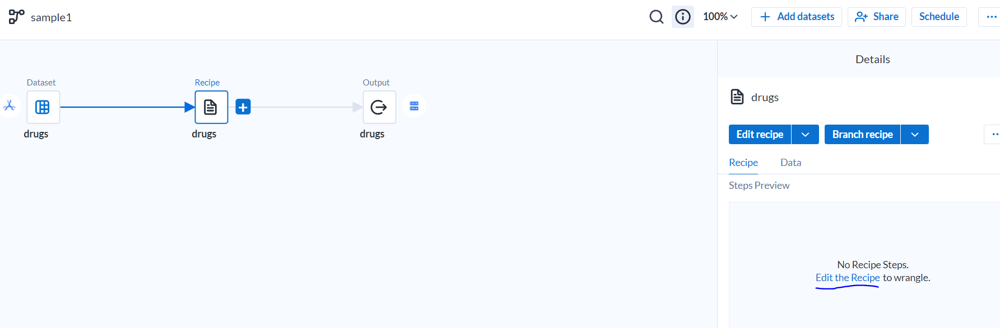 sample1
100%
Add datasets
Share
Schedule
Details
Dataset
Recipe
Output
drugs
drugs
drugs
drugs
Edit recipe
Branch recipe
Recipe
Data
Steps Preview
No Recipe Steps.
Edit the Recipe to wrangle.